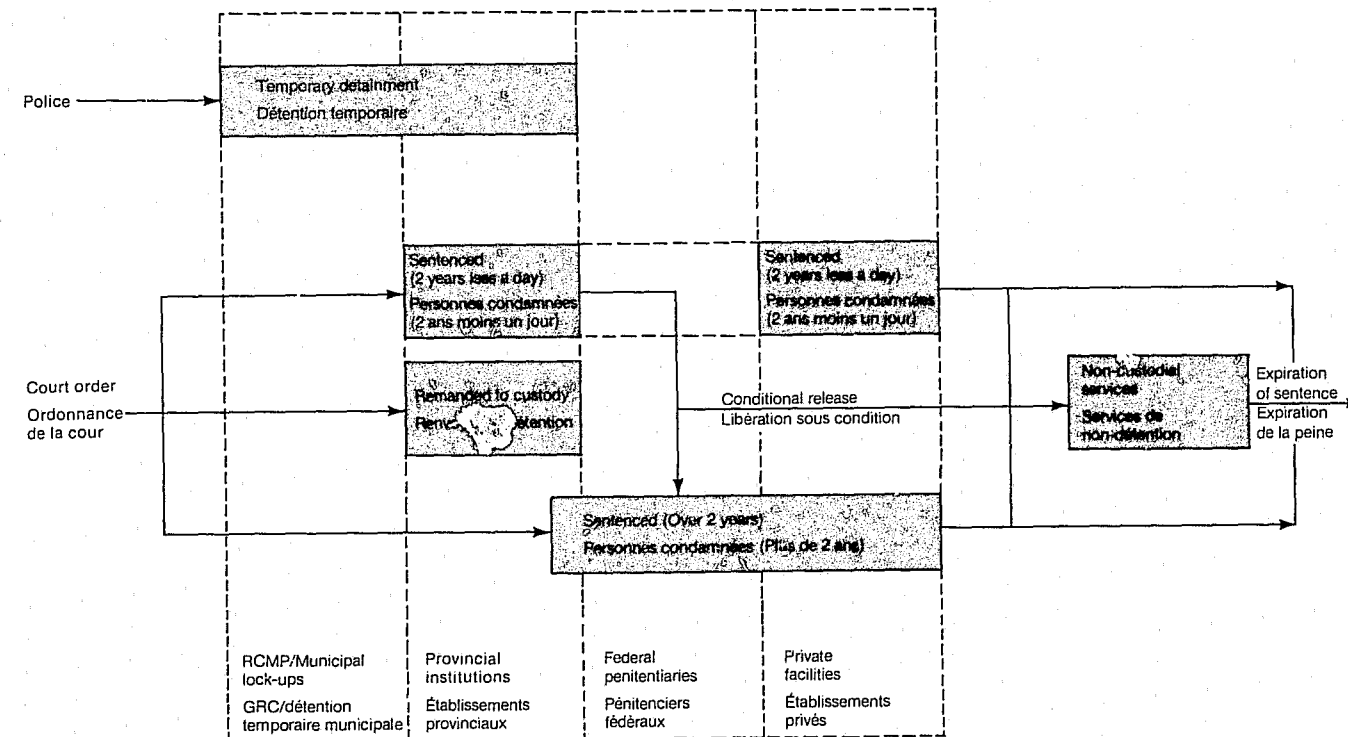 Temporary detainment
Police
Détention temporaire
Sentenced
(2 years less a day)
Personnes condamnées
(2 ans moins un jour)
Sentenced
(2 years less a day)
Personnes condamnées
(2 ans moins un jour)
Court order
Ordonnance
de la cour
Remanded to custody
Conditional release
Libération sous condition
Non-custodial
services
Services de
non-détention
Expiration
of sentence
Expiration
de la peine
Sentenced (Over 2 years)
Personnes condamnées (Plus de 2 ans)
RCMP/Municipal
lock-ups
GRC/détention
temporaire municipale
Provincial
institutions
Établissements
provinciaux
Federal
penitentiaries
Pénitenciers
fédéraux
Private
facilities
Établissements
privés